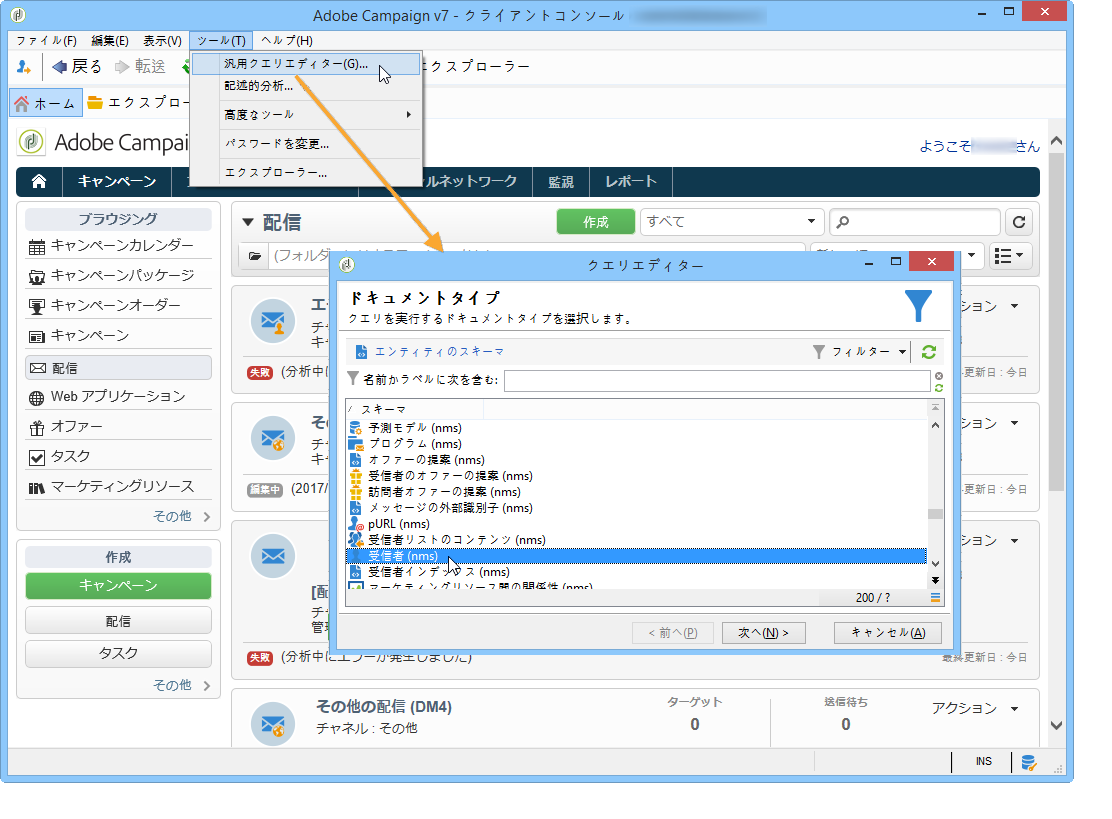 Adobe Campaign v7 - クライアントコンソール
ファイル(F) 編集(E) 表示(V) ツール(T) ヘルプ(H)
戻る 転送 エクスプローラー
汎用クエリエディター(G)...
記述的分析...
高度なツール
パスワードを変更...
エクスプローラー...
ホーム エクスプロー
Adobe Campai
ようこそ さん
キャンペーン ルネットワーク 監視 レポート
ブラウジング
キャンペーンカレンダー
キャンペーンパッケージ
キャンペーンオーダー
キャンペーン
配信
Web アプリケーション
オファー
タスク
マーケティングリソース
その他
作成
キャンペーン
配信
タスク
その他
配信 作成 すべて
(フォルダ
エラ
チャ
キャ
ション
失敗 (分析中に
更新日 : 今日
その
チャ
キャ
ション
編集中 (2017/
更新日 : 今日
[配
チャ
管理
ション
失敗 (分析中にエラーが発生しました)
最終更新日 : 今日
その他の配信 (DM4)
チャネル : その他
ターゲット
0
送信待ち
0
アクション
クエリエディター
ドキュメントタイプ
クエリを実行するドキュメントタイプを選択します。
エンティティのスキーマ フィルター
名前かラベルに次を含む:
スキーマ
予測モデル (nms)
プログラム (nms)
オファーの提案 (nms)
受信者のオファーの提案 (nms)
訪問者オファーの提案 (nms)
メッセージの外部識別子 (nms)
pURL (nms)
受信者リストのコンテンツ (nms)
受信者 (nms)
受信者インデックス (nms)
マーケティングリソース間の関係性 (nms)
200 / ?
< 前へ(P) 次へ(N) > キャンセル(A)
INS